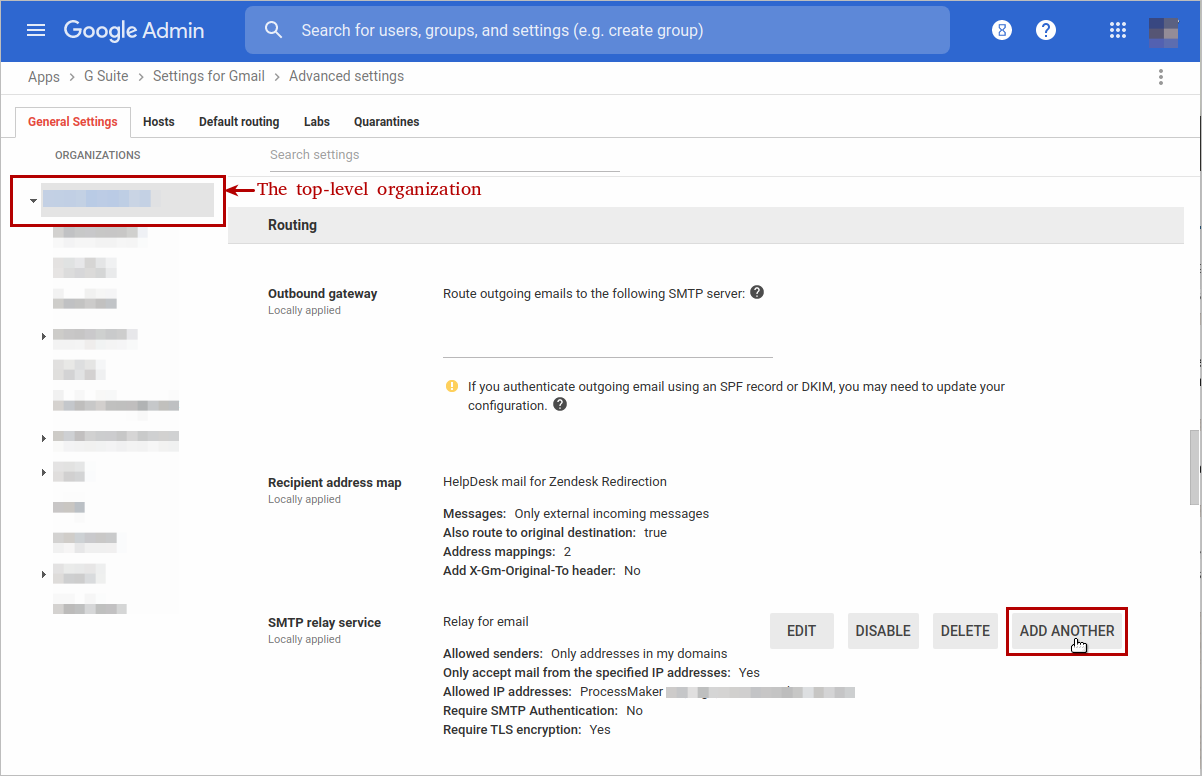 Google Admin
Search for users, groups, and settings (e.g. create group)
Apps > G Suite > Settings for Gmail > Advanced settings
General Settings Hosts Default routing Labs Quarantines
ORGANIZATIONS
Search settings
The top-level organization
Routing
Outbound gateway
Locally applied
Route outgoing emails to the following SMTP server:
If you authenticate outgoing email using an SPF record or DKIM, you may need to update your
configuration.
Recipient address map
Locally applied
HelpDesk mail for Zendesk Redirection
Messages: Only external incoming messages
Also route to original destination: true
Address mappings: 2
Add X-Gm-Original-To header: No
SMTP relay service
Locally applied
Relay for email
EDIT DISABLE DELETE ADD ANOTHER
Allowed senders: Only addresses in my domains
Only accept mail from the specified IP addresses: Yes
Allowed IP addresses: ProcessMaker
Require SMTP Authentication: No
Require TLS encryption: Yes